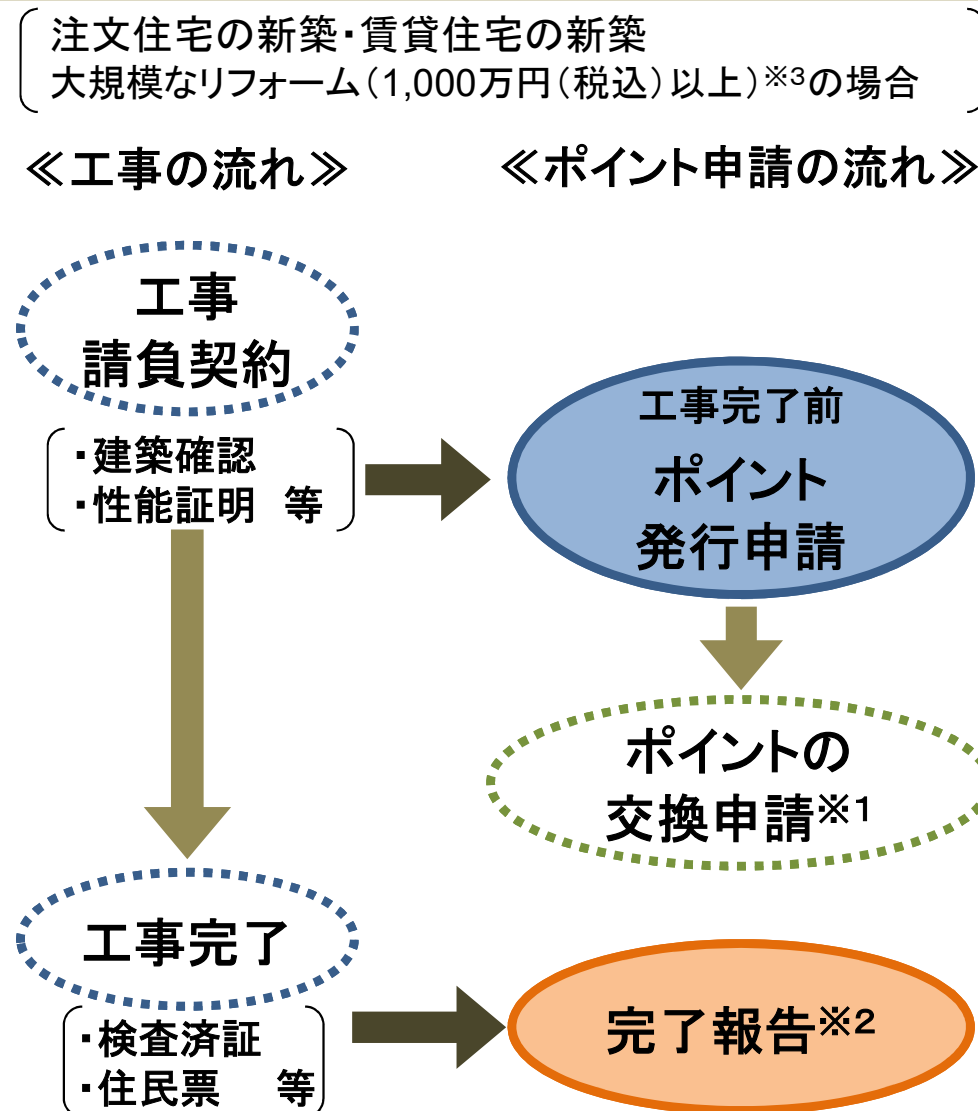 注文住宅の新築・賃貸住宅の新築
大規模なリフォーム（1,000万円（税込）以上）※3の場合
≪工事の流れ≫
≪ポイント申請の流れ≫
工事
請負契約
・建築確認
・性能証明 等
工事完了前
ポイント
発行申請
ポイントの
交換申請※1
工事完了
・検査済証
・住民票 等
完了報告※2